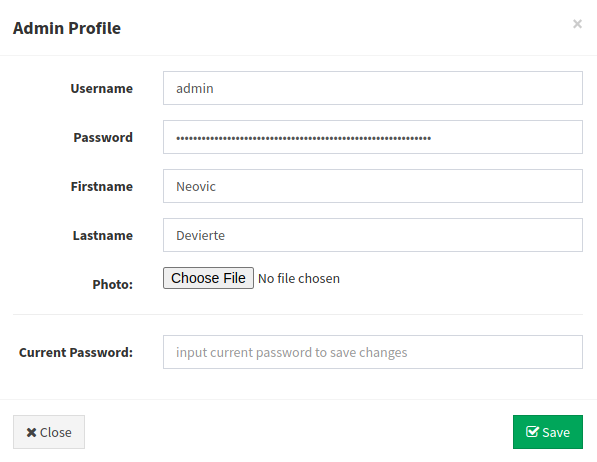 Admin Profile ×
Username admin
Password ••••••••••••••••••••••••••••••••••••••••••••••••••••••••••••
Firstname Neovic
Lastname Devierte
Photo: Choose File No file chosen
Current Password: input current password to save changes
Close Save